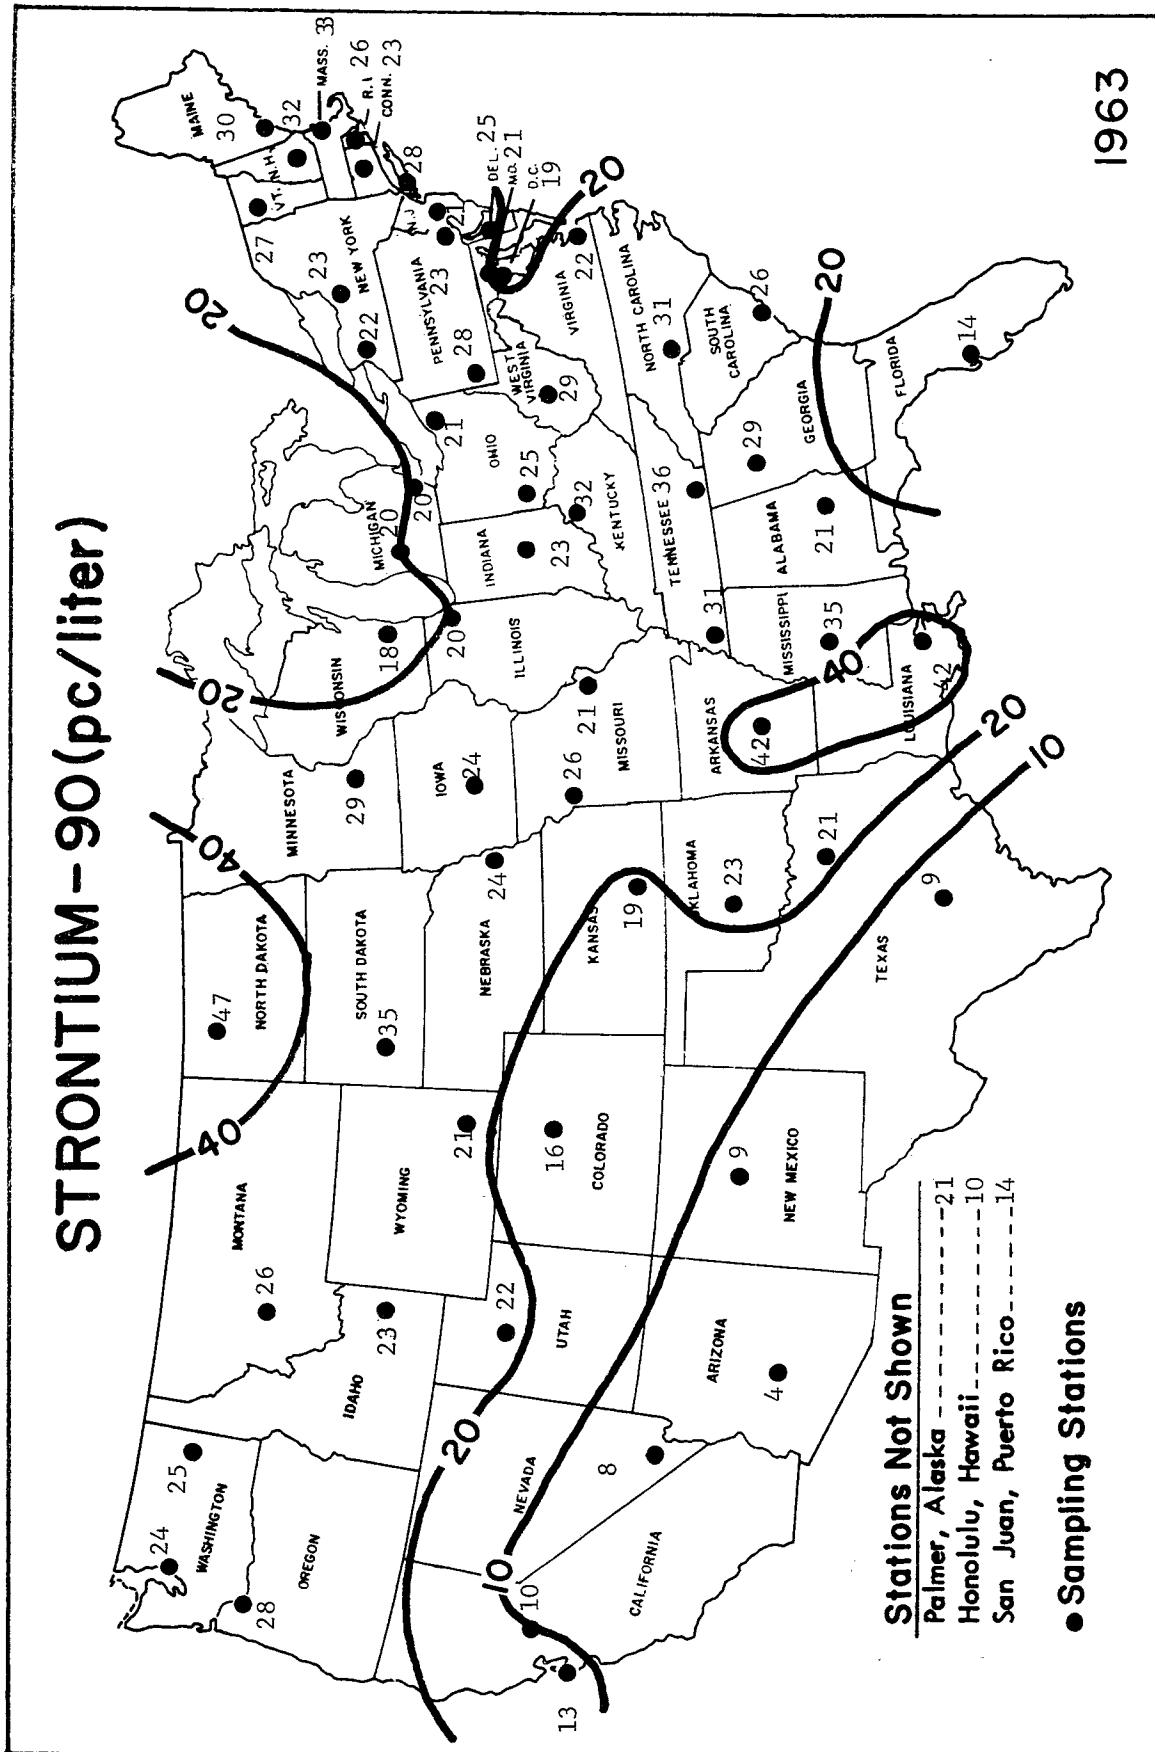 STRONTIUM-90(pc/liter)
WASHINGTON
24
25
OREGON
28
IDAHO
23
MONTANA
26
40
NORTH DAKOTA
47
40
SOUTH DAKOTA
35
MINNESOTA
29
20
WISCONSIN
18
MICHIGAN
20
20
20
MAINE
30
N.H.
32
VT.
27
MASS. 33
R.I 26
CONN. 23
NEW YORK
23
22
28
N.J
21
PENNSYLVANIA
23
28
DEL. 25
MD. 21
D.C.
19
20
WYOMING
21
NEBRASKA
24
IOWA
24
ILLINOIS
20
INDIANA
23
OHIO
21
25
WEST
VIRGINIA
29
VIRGINIA
22
20
NEVADA
8
UTAH
22
COLORADO
16
KANSAS
19
MISSOURI
26
21
KENTUCKY
32
TENNESSEE 36
31
NORTH CAROLINA
31
SOUTH
CAROLINA
26
10
CALIFORNIA
10
13
ARIZONA
4
NEW MEXICO
9
KLAHOMA
23
ARKANSAS
42
MISSISSIPPI
35
40
ALABAMA
21
GEORGIA
29
20
FLORIDA
14
TEXAS
21
9
LOUISIANA
42
20
10
Stations Not Shown
Palmer, Alaska ------------21
Honolulu, Hawaii---------10
San Juan, Puerto Rico------14
Sampling Stations
1963